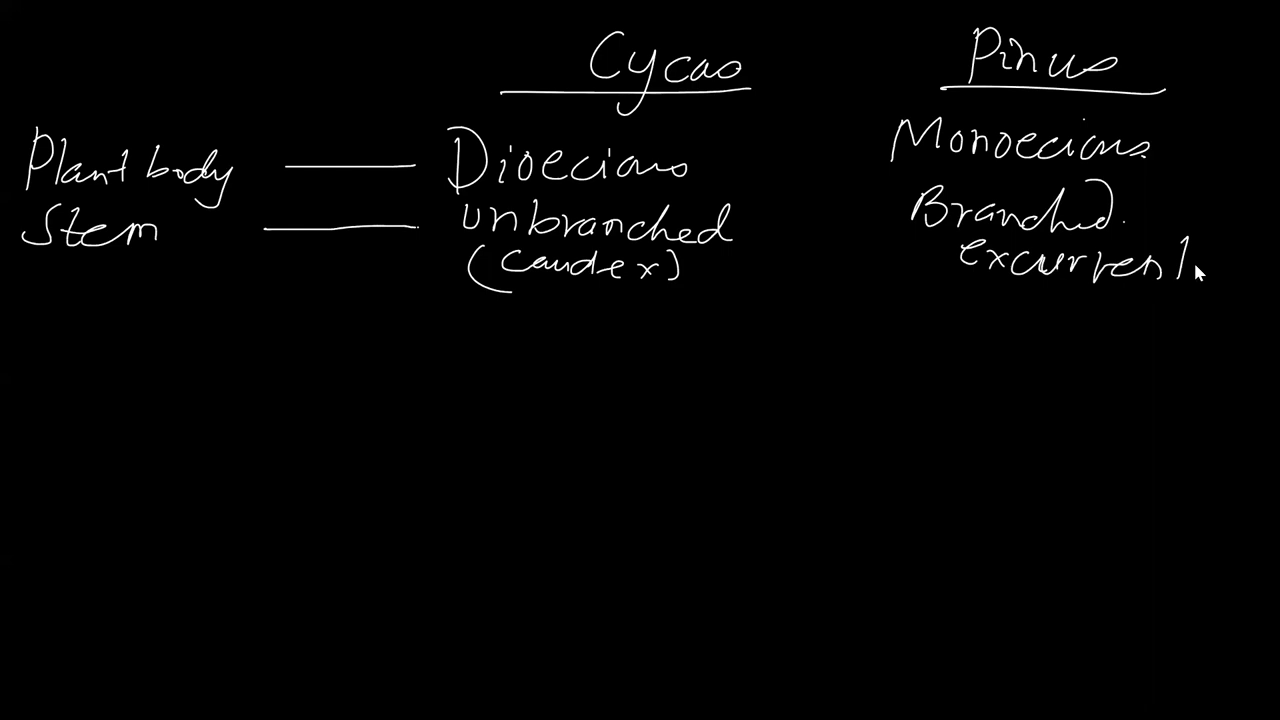 Cycas Pinus
Plant body — Dioecious Monoecious
Stem — unbranched Branched.
(Caudex) excurrent